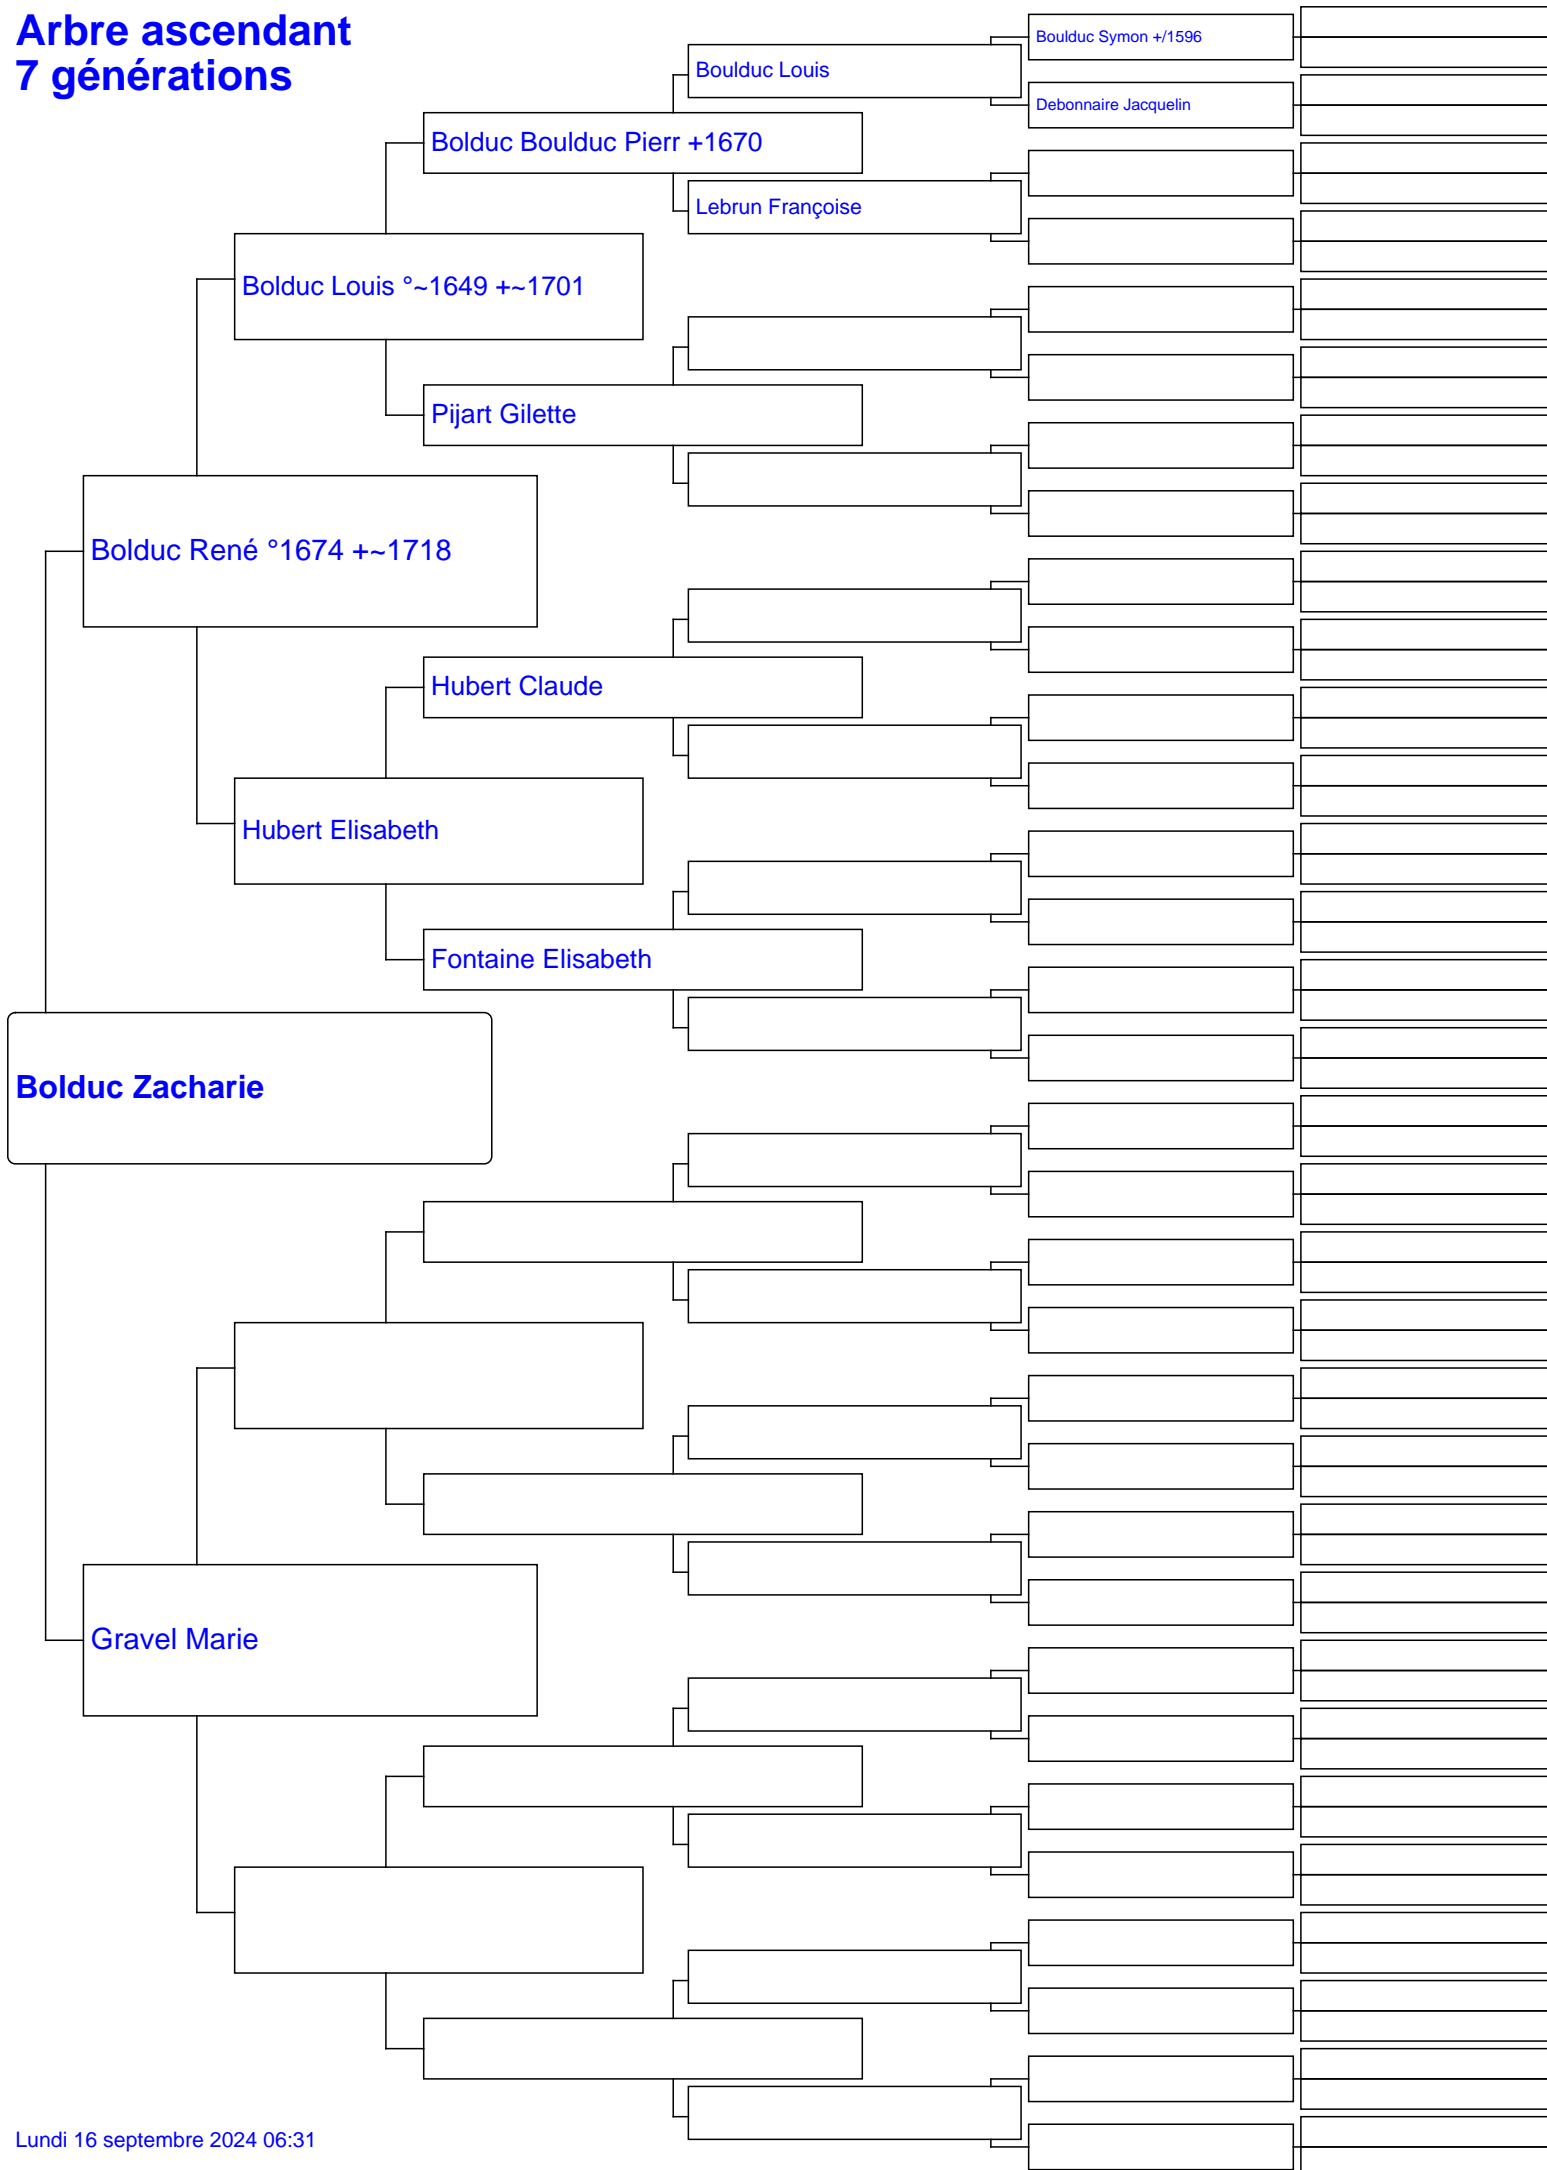 Arbre ascendant
7 générations
Boulduc Symon +/1596
Boulduc Louis
Debonnaire Jacquelin
Bolduc Boulduc Pierr +1670
Lebrun Françoise
Bolduc Louis °~1649 +~1701
Pijart Gilette
Bolduc René °1674 +~1718
Hubert Claude
Hubert Elisabeth
Fontaine Elisabeth
Bolduc Zacharie
Gravel Marie
Lundi 16 septembre 2024 06:31